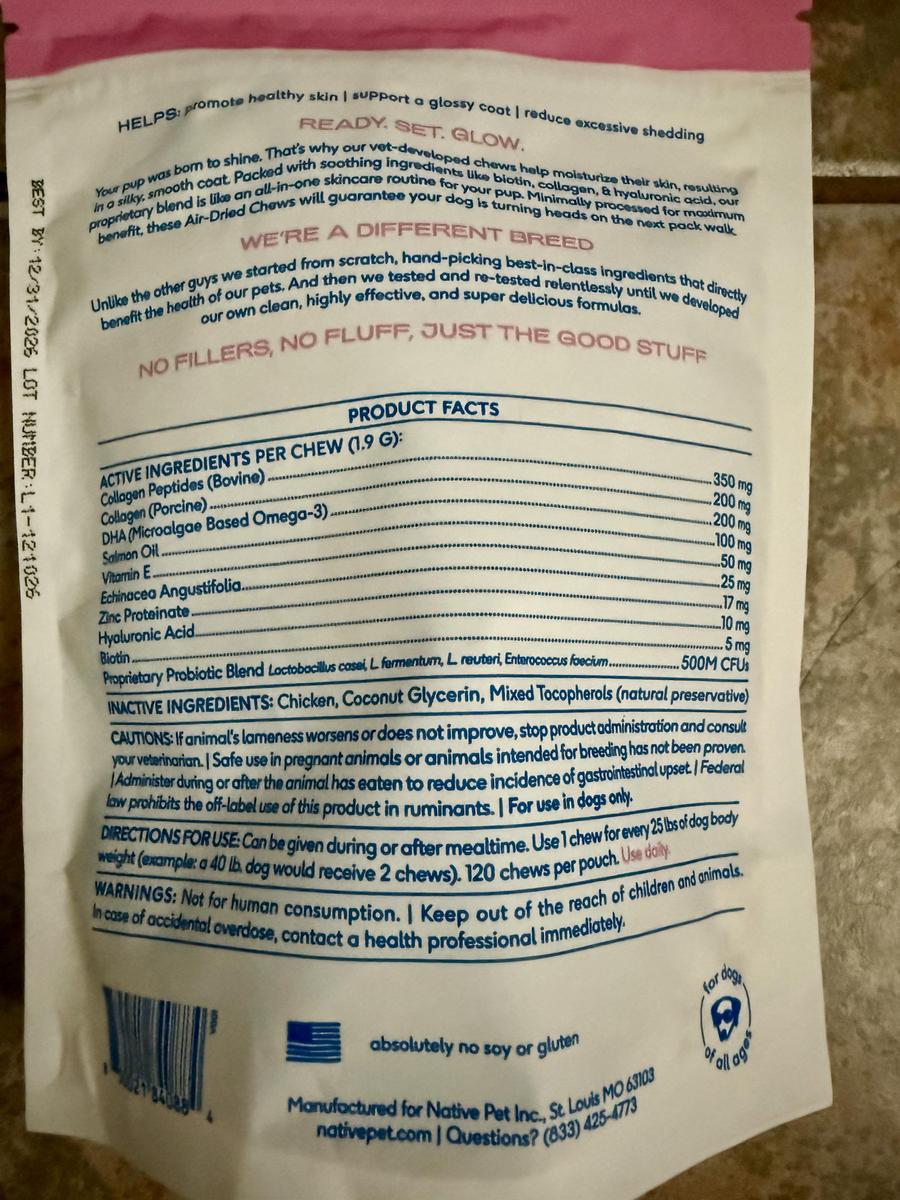 HELPS: promote healthy skin | support a glossy coat | reduce excessive shedding
READY. SET. GLOW.
Your pup was born to shine. That's why our vet-developed chews help moisturize their skin, resulting
in a silky, smooth coat. Packed with soothing ingredients like biotin, collagen, & hyaluronic acid, our
proprietary blend is like an all-in-one skincare routine for your pup. Minimally processed for maximum
benefit, these Air-Dried Chews will guarantee your dog is turning heads on the next pack walk.
WE'RE A DIFFERENT BREED
Unlike the other guys we started from scratch, hand-picking best-in-class ingredients that directly
benefit the health of our pets. And then we tested and re-tested relentlessly until we developed
our own clean, highly effective, and super delicious formulas.
NO FILLERS, NO FLUFF, JUST THE GOOD STUFF
PRODUCT FACTS
ACTIVE INGREDIENTS PER CHEW (1.9 G):
Collagen Peptides (Bovine) 350 mg
Collagen (Porcine) 200 mg
DHA (Microalgae Based Omega-3) 200 mg
Salmon Oil 100 mg
Vitamin E 50 mg
Echinacea Angustifolia 25 mg
Zinc Proteinate 17 mg
Hyaluronic Acid 10 mg
Biotin 5 mg
Proprietary Probiotic Blend Lactobacillus casei, L. fermentum, L. reuteri, Enterococcus faecium 500M CFUs
INACTIVE INGREDIENTS: Chicken, Coconut Glycerin, Mixed Tocopherols (natural preservative)
CAUTIONS: If animal's lameness worsens or does not improve, stop product administration and consult
your veterinarian. | Safe use in pregnant animals or animals intended for breeding has not been proven.
| Administer during or after the animal has eaten to reduce incidence of gastrointestinal upset. | Federal
law prohibits the off-label use of this product in ruminants. | For use in dogs only.
DIRECTIONS FOR USE: Can be given during or after mealtime. Use 1 chew for every 25 lbs of dog body
weight (example: a 40 lb. dog would receive 2 chews). 120 chews per pouch. Use daily.
WARNINGS: Not for human consumption. | Keep out of the reach of children and animals.
In case of accidental overdose, contact a health professional immediately.
absolutely no soy or gluten
for dogs
of all ages
Manufactured for Native Pet Inc., St. Louis MO 63103
nativepet.com | Questions? (833) 425-4773
BEST BY: 12/31/2026 LOT NUMBER: L1-121026